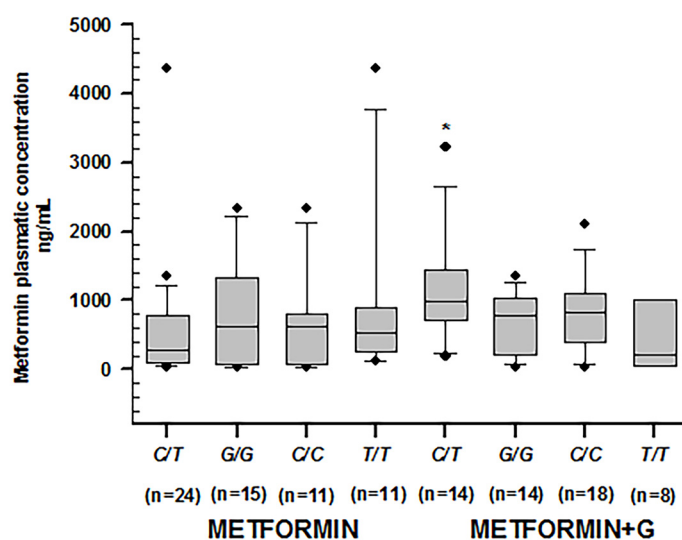 5000
4000
3000
2000
1000
0
Metformin plasmatic concentration
ng/mL
*
C/T G/G C/C T/T C/T G/G C/C T/T
(n=24) (n=15) (n=11) (n=11) (n=14) (n=14) (n=18) (n=8)
METFORMIN METFORMIN+G